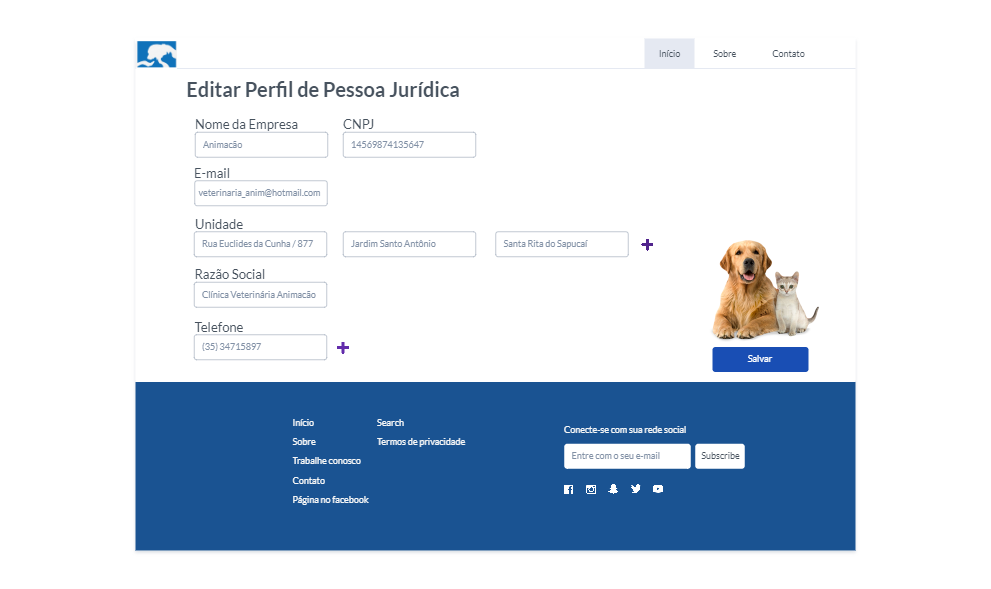 Início Sobre Contato
Editar Perfil de Pessoa Jurídica
Nome da Empresa CNPJ
Animacão 14569874135647
E-mail
veterinaria_anim@hotmail.com
Unidade
Rua Euclides da Cunha / 877 Jardim Santo Antônio Santa Rita do Sapucaí
Razão Social
Clínica Veterinária Animacão
Telefone
(35) 34715897
Salvar
Início Search
Sobre Termos de privacidade
Trabalhe conosco
Contato
Página no facebook
Conecte-se com sua rede social
Entre com o seu e-mail Subscribe